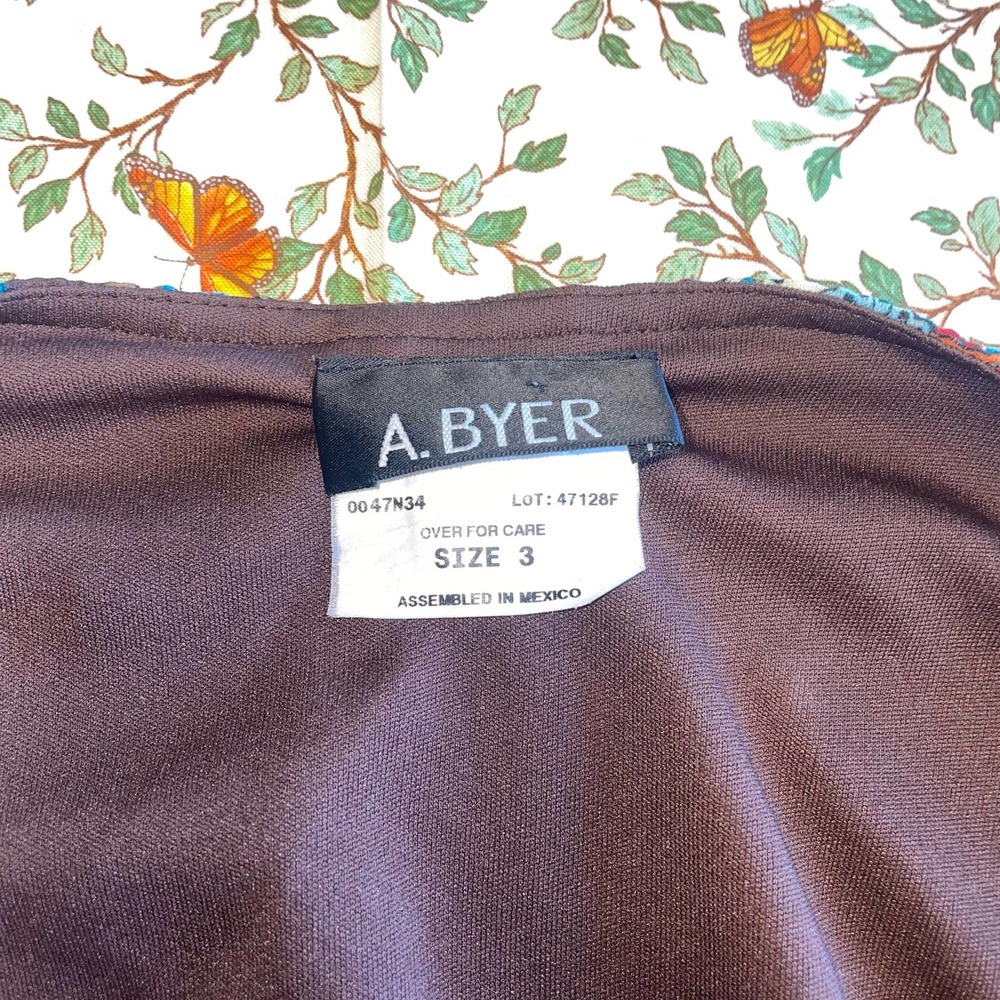 A. BYER
0047N34 LOT: 47128F
OVER FOR CARE
SIZE 3
ASSEMBLED IN MEXICO